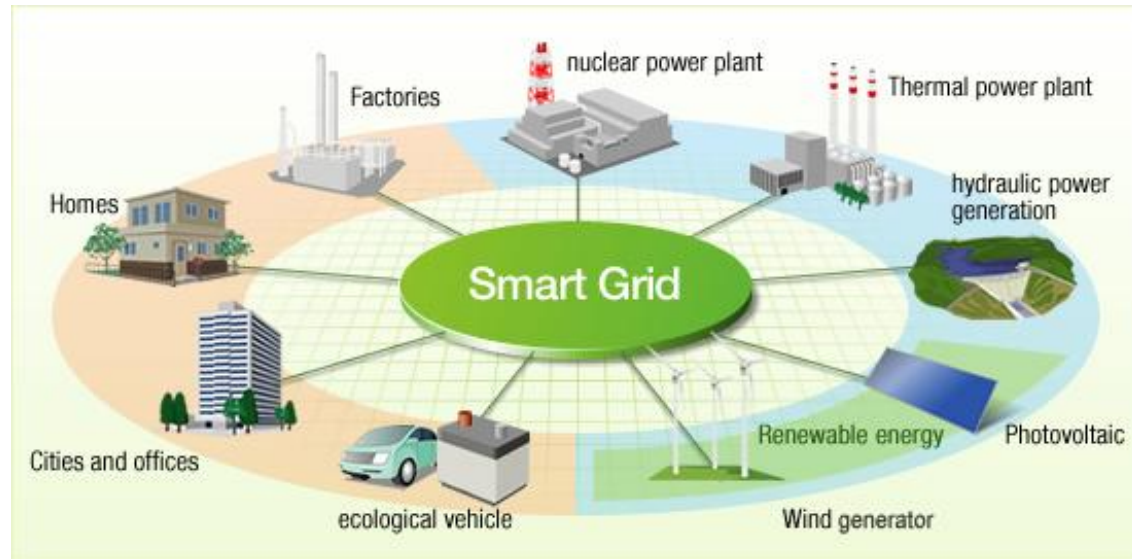 nuclear power plant
Factories
Thermal power plant
Homes
hydraulic power
generation
Smart Grid
Renewable energy
Photovoltaic
Cities and offices
ecological vehicle
Wind generator